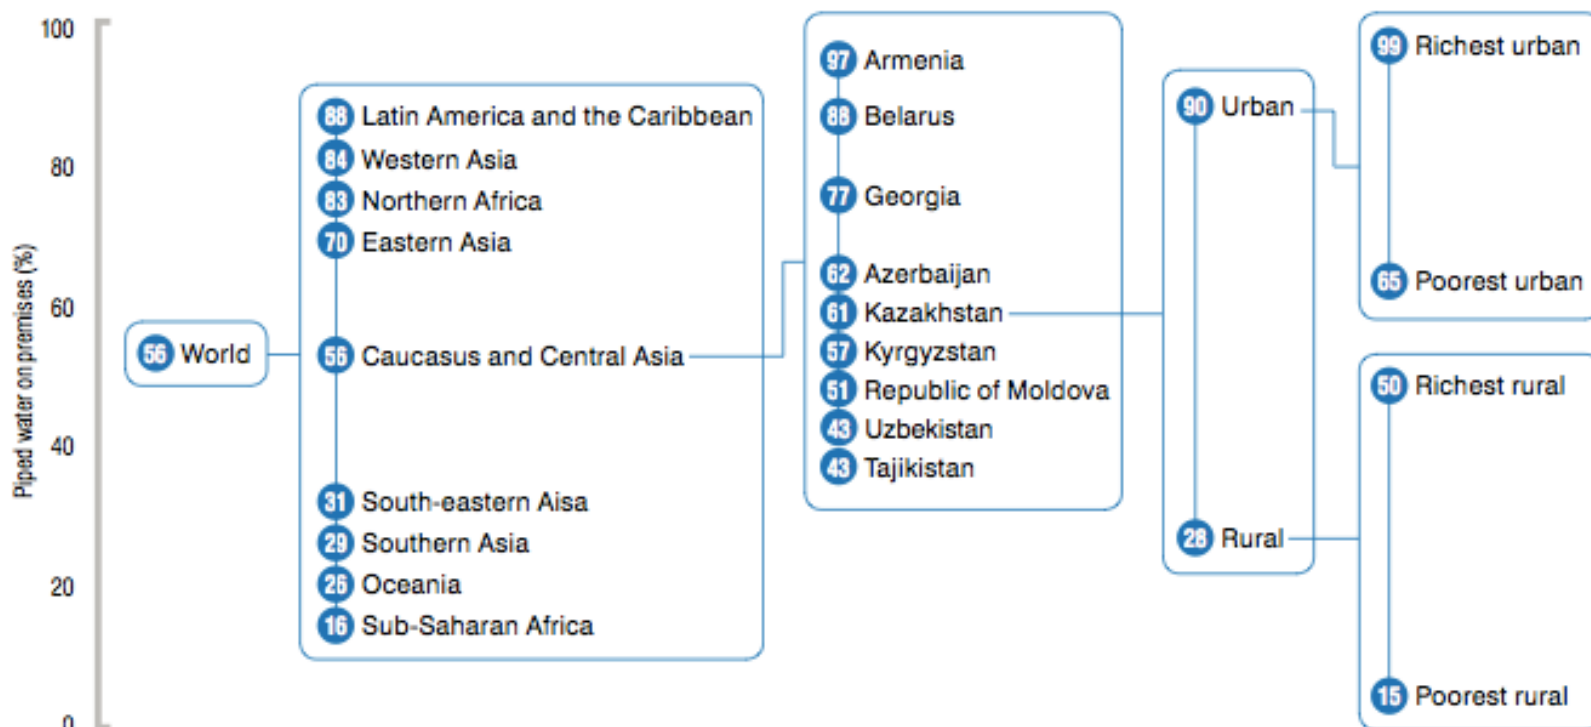 Piped water on premises (%)
100
80
60
40
20
0
56 World
88 Latin America and the Caribbean
84 Western Asia
83 Northern Africa
70 Eastern Asia
56 Caucasus and Central Asia
31 South-eastern Aisa
29 Southern Asia
26 Oceania
16 Sub-Saharan Africa
97 Armenia
88 Belarus
77 Georgia
62 Azerbaijan
61 Kazakhstan
57 Kyrgyzstan
51 Republic of Moldova
43 Uzbekistan
43 Tajikistan
90 Urban
28 Rural
99 Richest urban
65 Poorest urban
50 Richest rural
15 Poorest rural